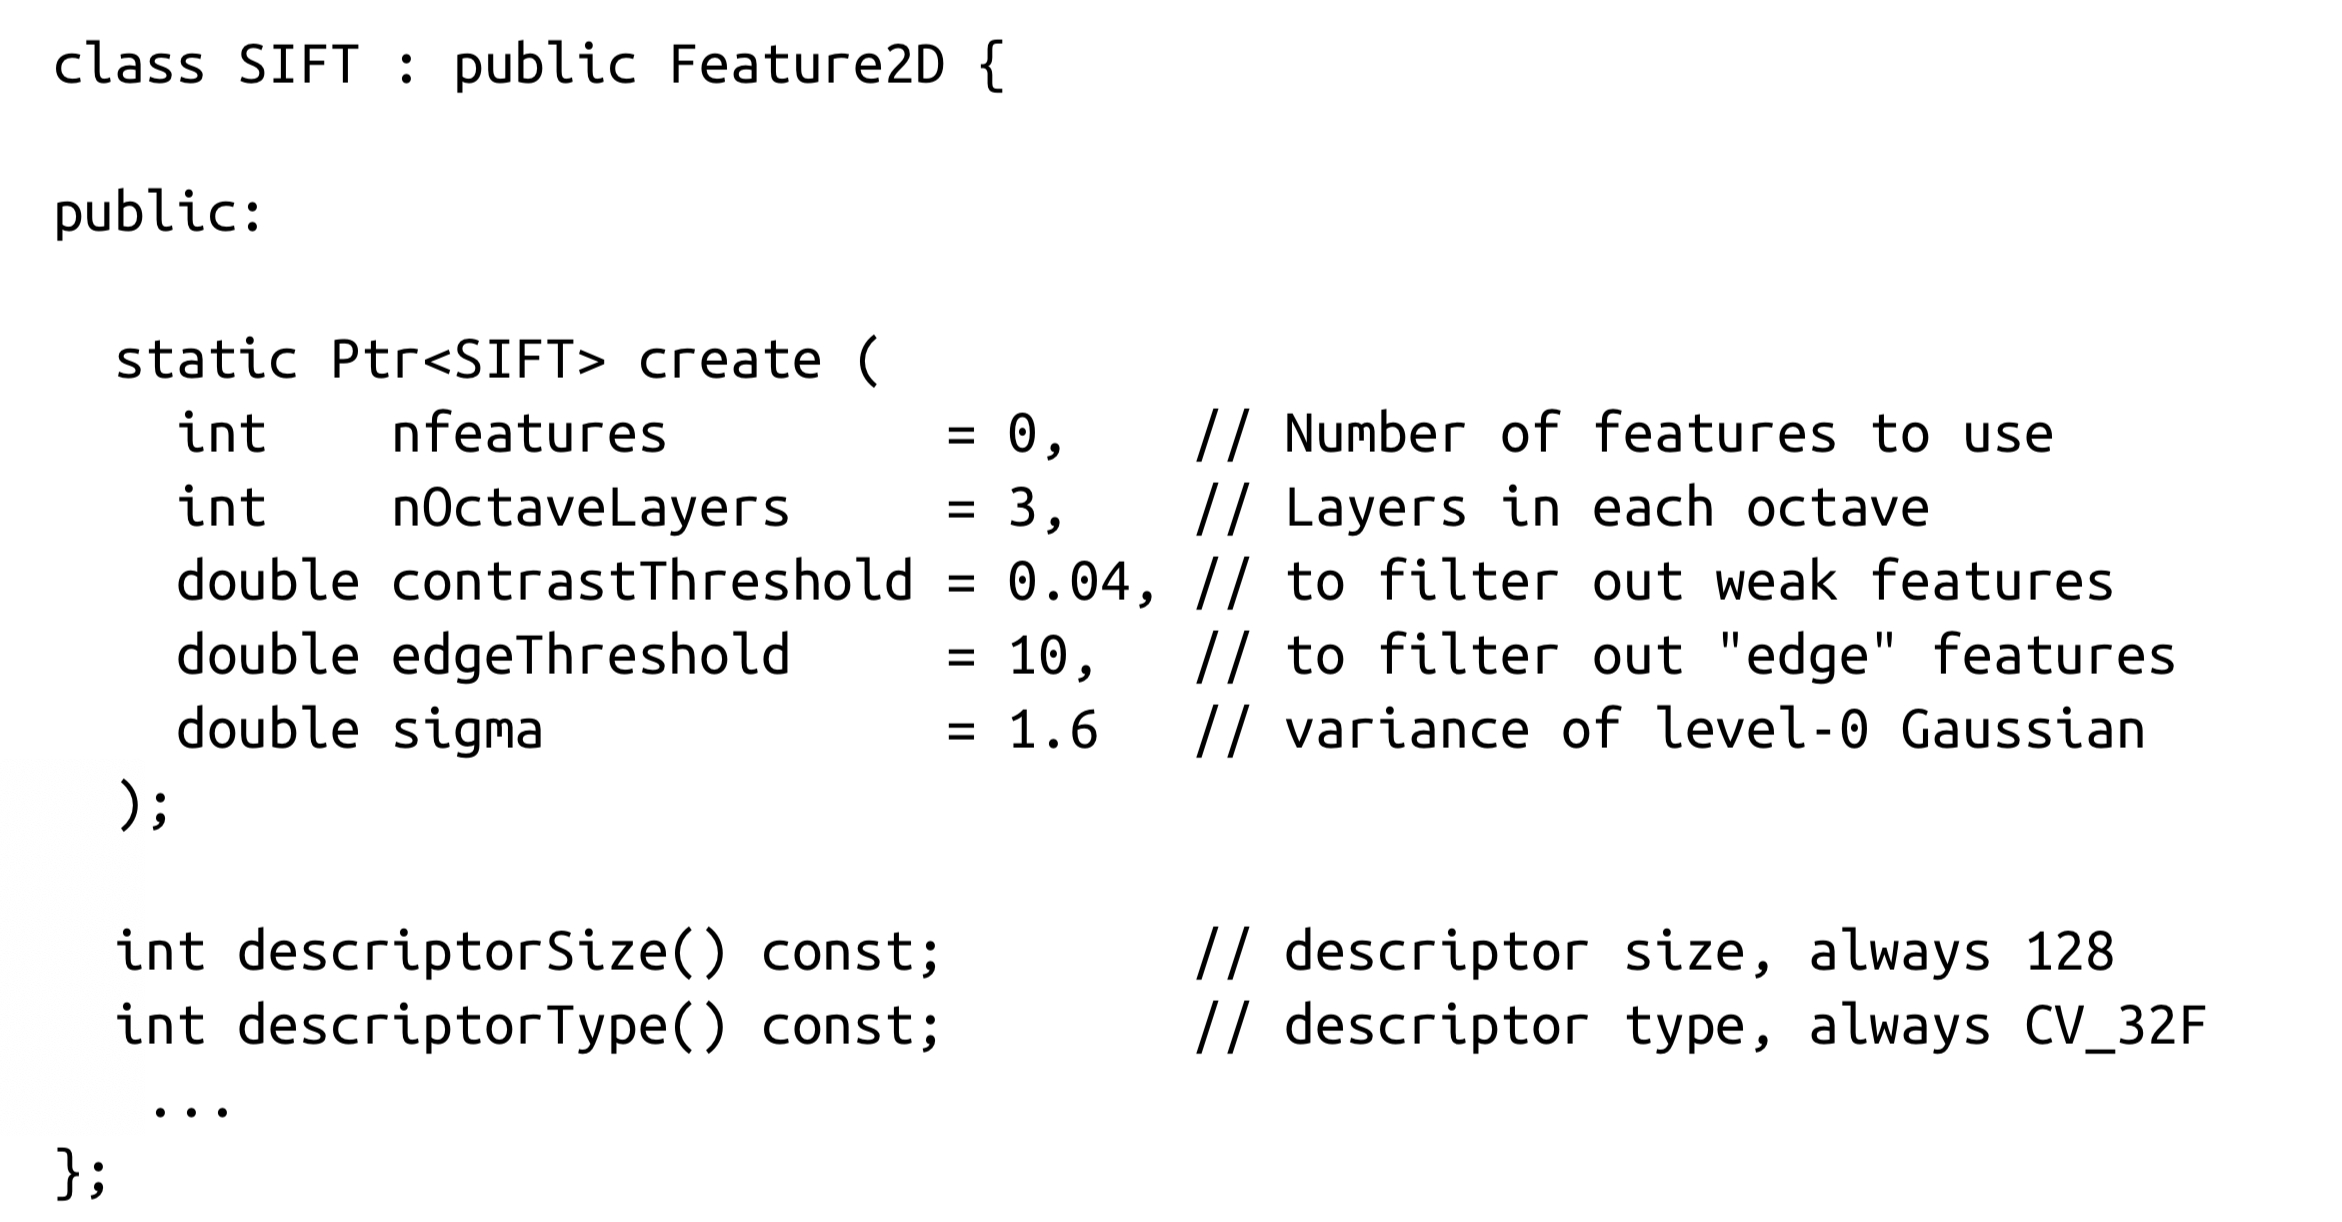 class SIFT : public Feature2D {
public:
static Ptr<SIFT> create (
int    nfeatures         = 0,    // Number of features to use
int    nOctaveLayers     = 3,    // Layers in each octave
double contrastThreshold = 0.04, // to filter out weak features
double edgeThreshold     = 10,   // to filter out "edge" features
double sigma             = 1.6   // variance of level-0 Gaussian
);
int descriptorSize() const;        // descriptor size, always 128
int descriptorType() const;        // descriptor type, always CV_32F
...
};